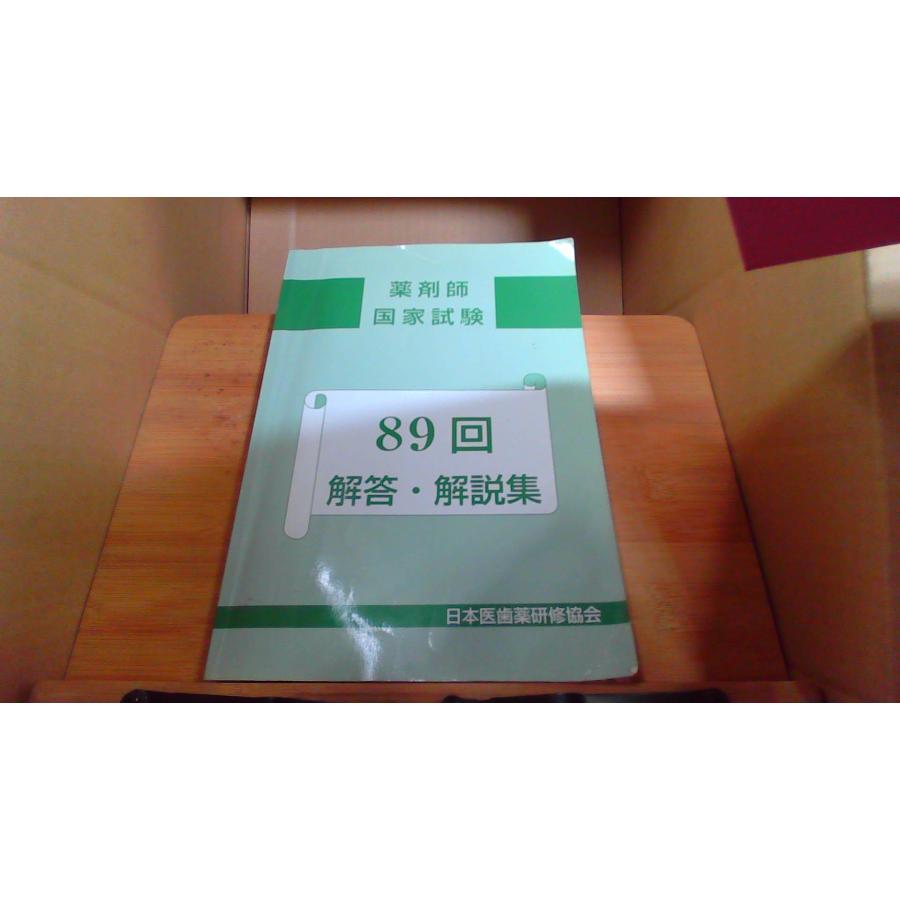 薬剤師
国家試験
89回
解答・解説集
日本医歯薬研修協会